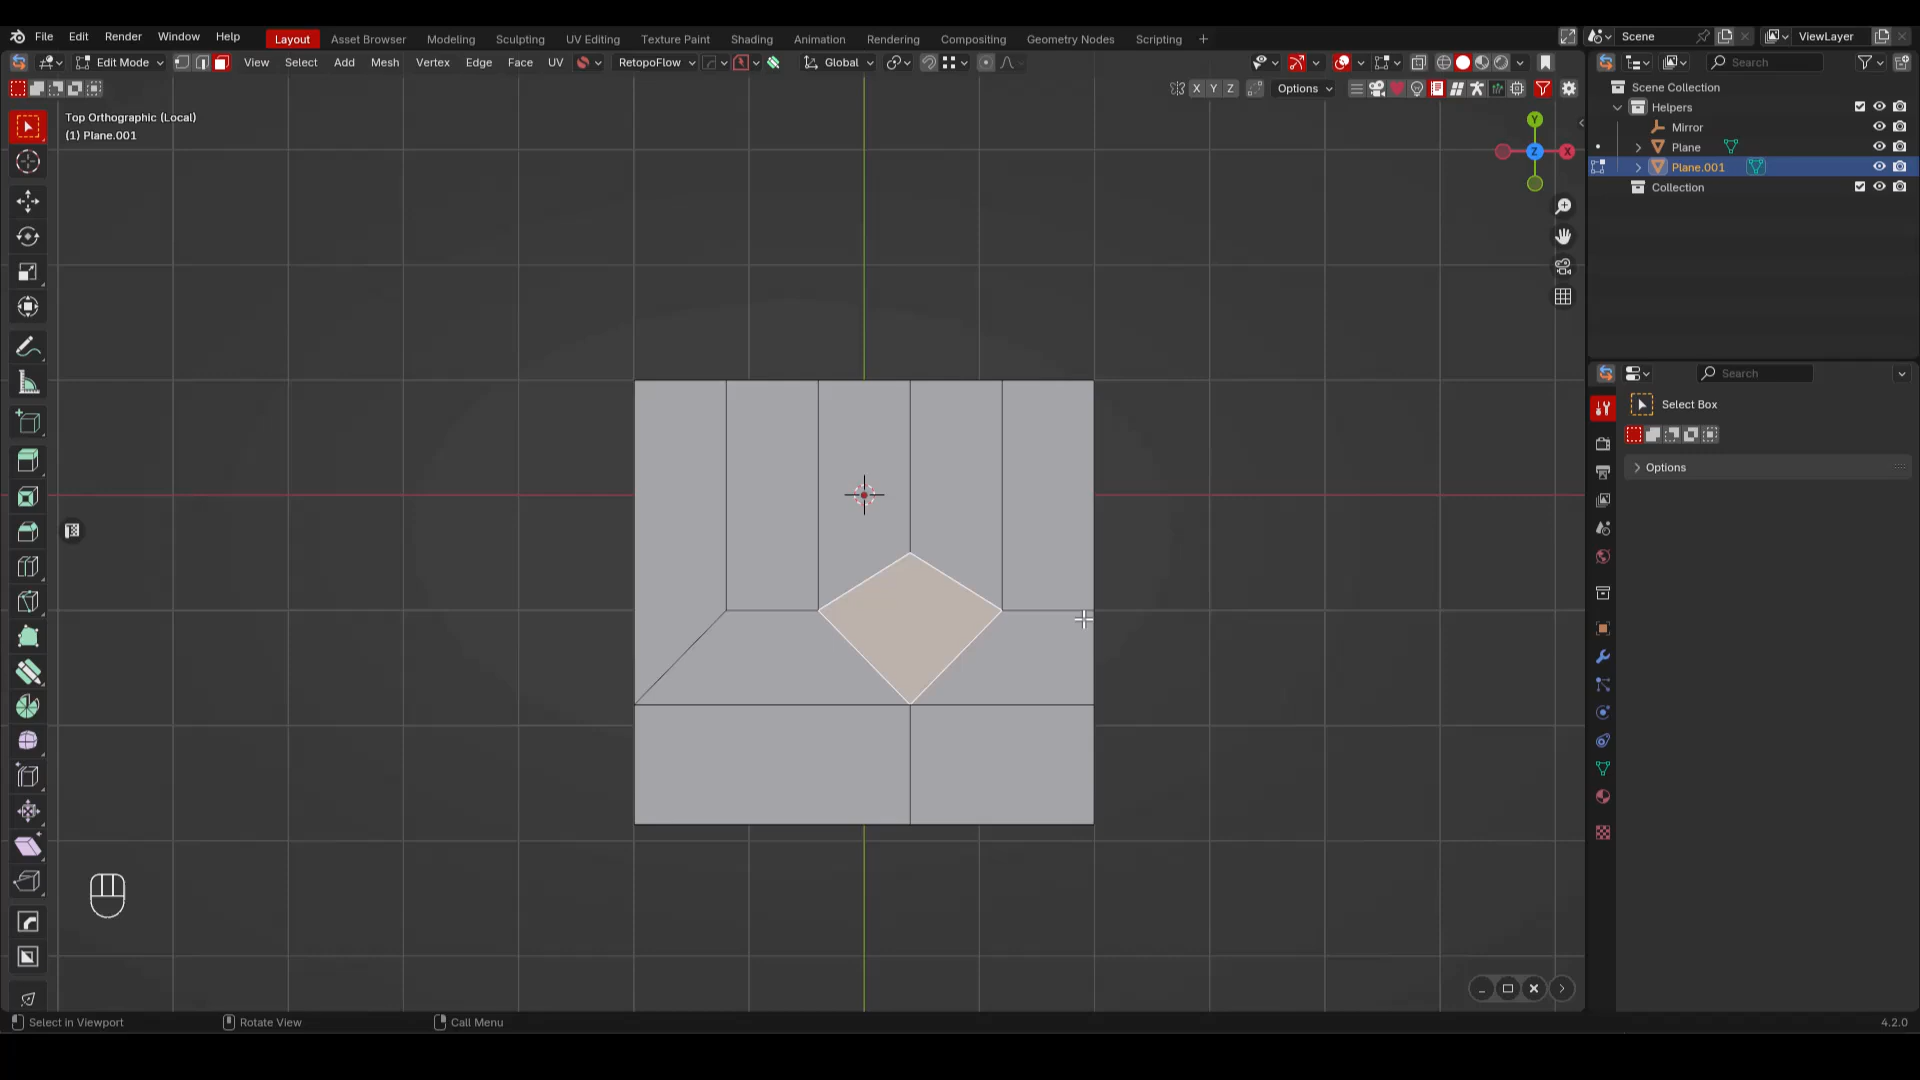 File Edit Render Window Help Layout Asset Browser Modeling Sculpting UV Editing Texture Paint Shading Animation Rendering Compositing Geometry Nodes Scripting + Scene ViewLayer
Edit Mode View Select Add Mesh Vertex Edge Face UV RetopoFlow Global Search
X Y Z Options
Top Orthographic (Local)
(1) Plane.001
Y
Z X
Scene Collection
Helpers
Mirror
Plane
Plane.001
Collection
Search
Select Box
Options
Select in Viewport Rotate View Call Menu 4.2.0